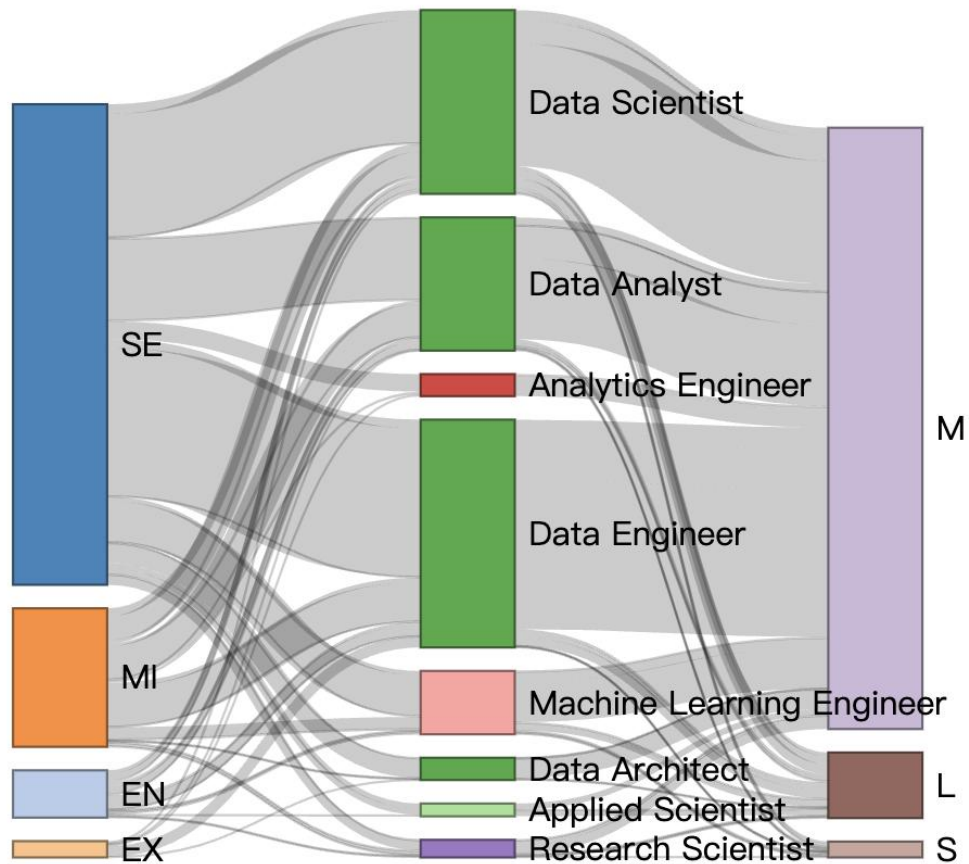 Data Scientist
Data Analyst
SE
Analytics Engineer
M
Data Engineer
MI
Machine Learning Engineer
Data Architect
L
EN
Applied Scientist
EX
Research Scientist
S